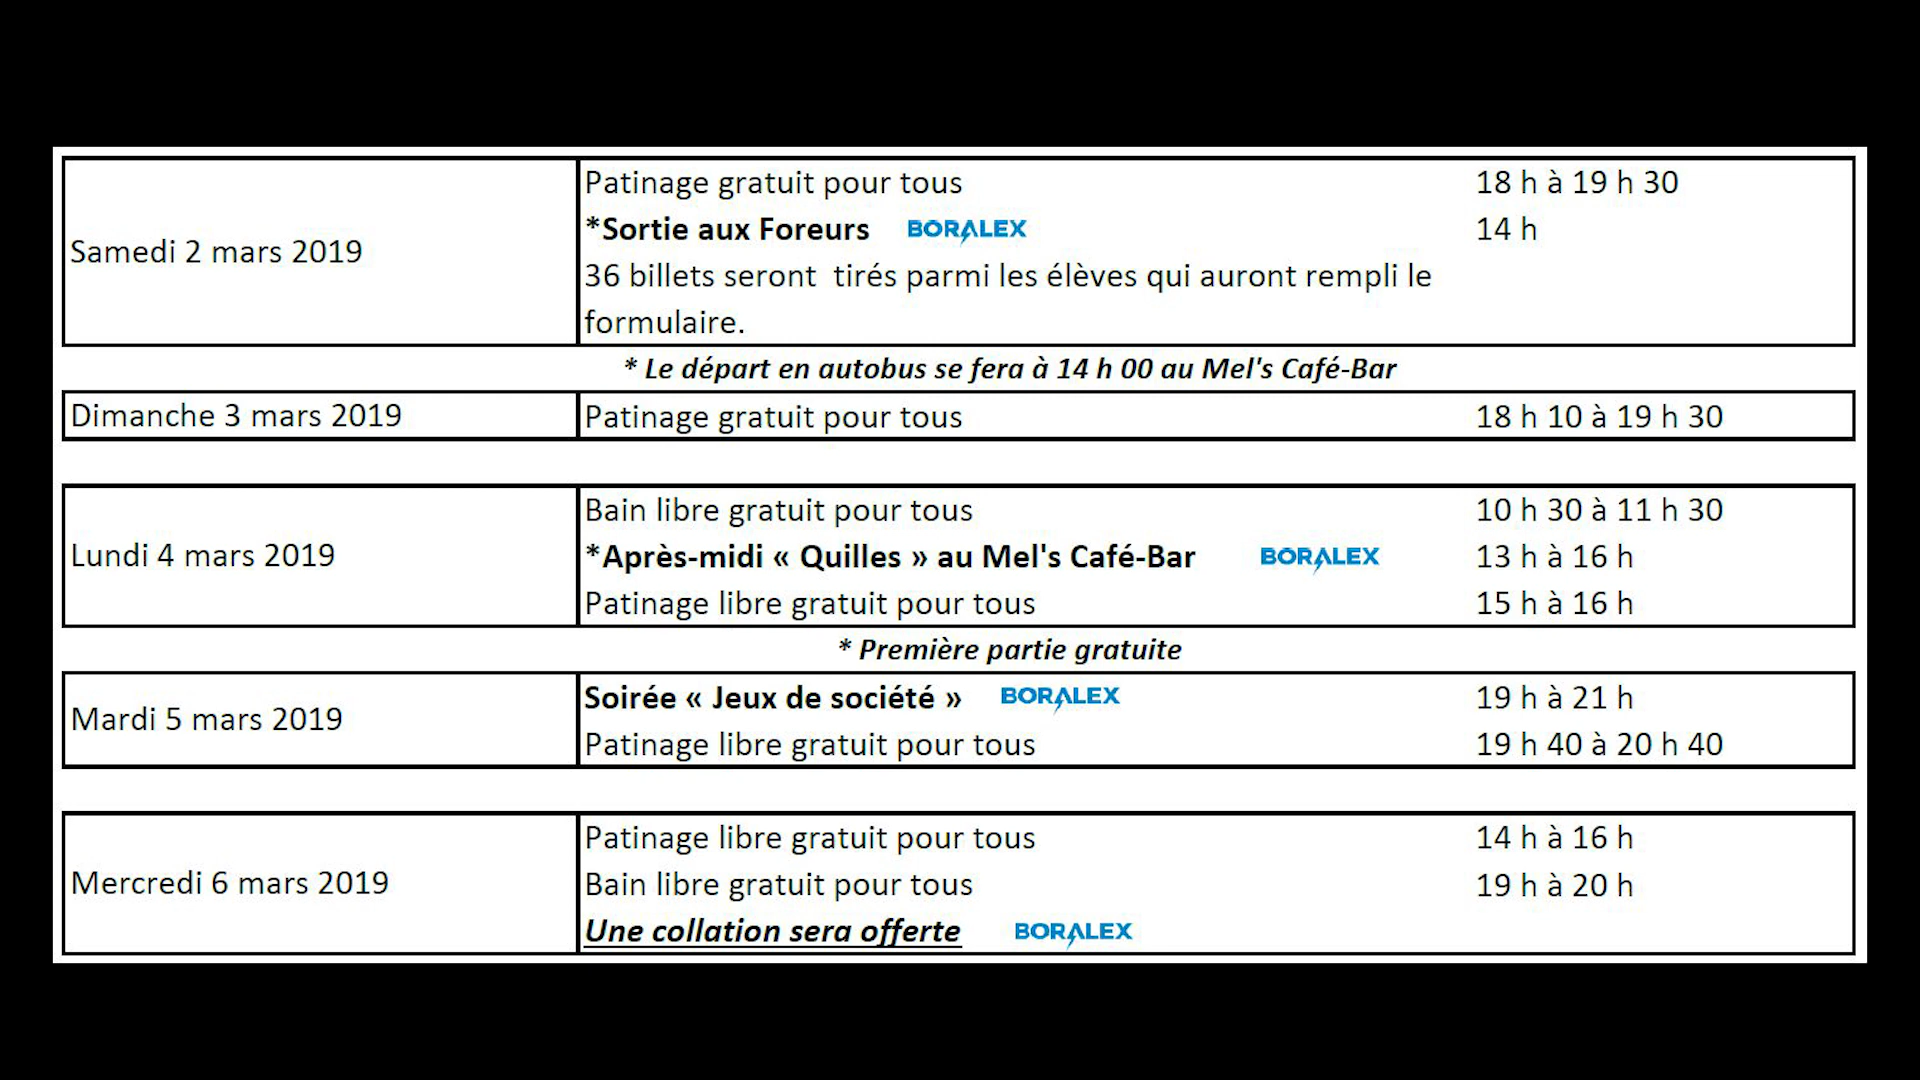 Samedi 2 mars 2019
Patinage gratuit pour tous 18 h à 19 h 30
*Sortie aux Foreurs BORALEX 14 h
36 billets seront tirés parmi les élèves qui auront rempli le
formulaire.
* Le départ en autobus se fera à 14 h 00 au Mel's Café-Bar
Dimanche 3 mars 2019 Patinage gratuit pour tous 18 h 10 à 19 h 30
Lundi 4 mars 2019
Bain libre gratuit pour tous 10 h 30 à 11 h 30
*Après-midi « Quilles » au Mel's Café-Bar BORALEX 13 h à 16 h
Patinage libre gratuit pour tous 15 h à 16 h
* Première partie gratuite
Mardi 5 mars 2019
Soirée « Jeux de société » BORALEX 19 h à 21 h
Patinage libre gratuit pour tous 19 h 40 à 20 h 40
Mercredi 6 mars 2019
Patinage libre gratuit pour tous 14 h à 16 h
Bain libre gratuit pour tous 19 h à 20 h
Une collation sera offerte BORALEX